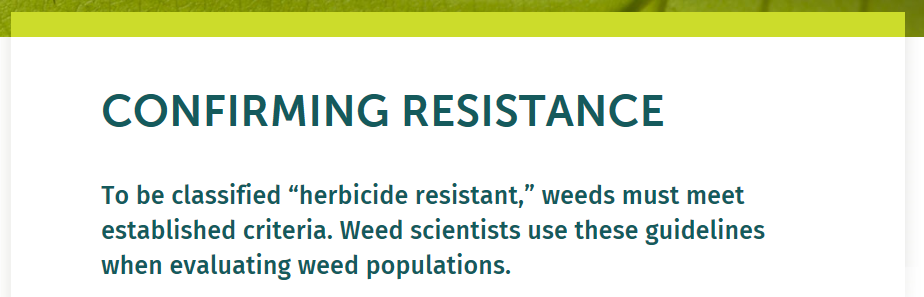 CONFIRMING RESISTANCE
To be classified “herbicide resistant,” weeds must meet
established criteria. Weed scientists use these guidelines
when evaluating weed populations.